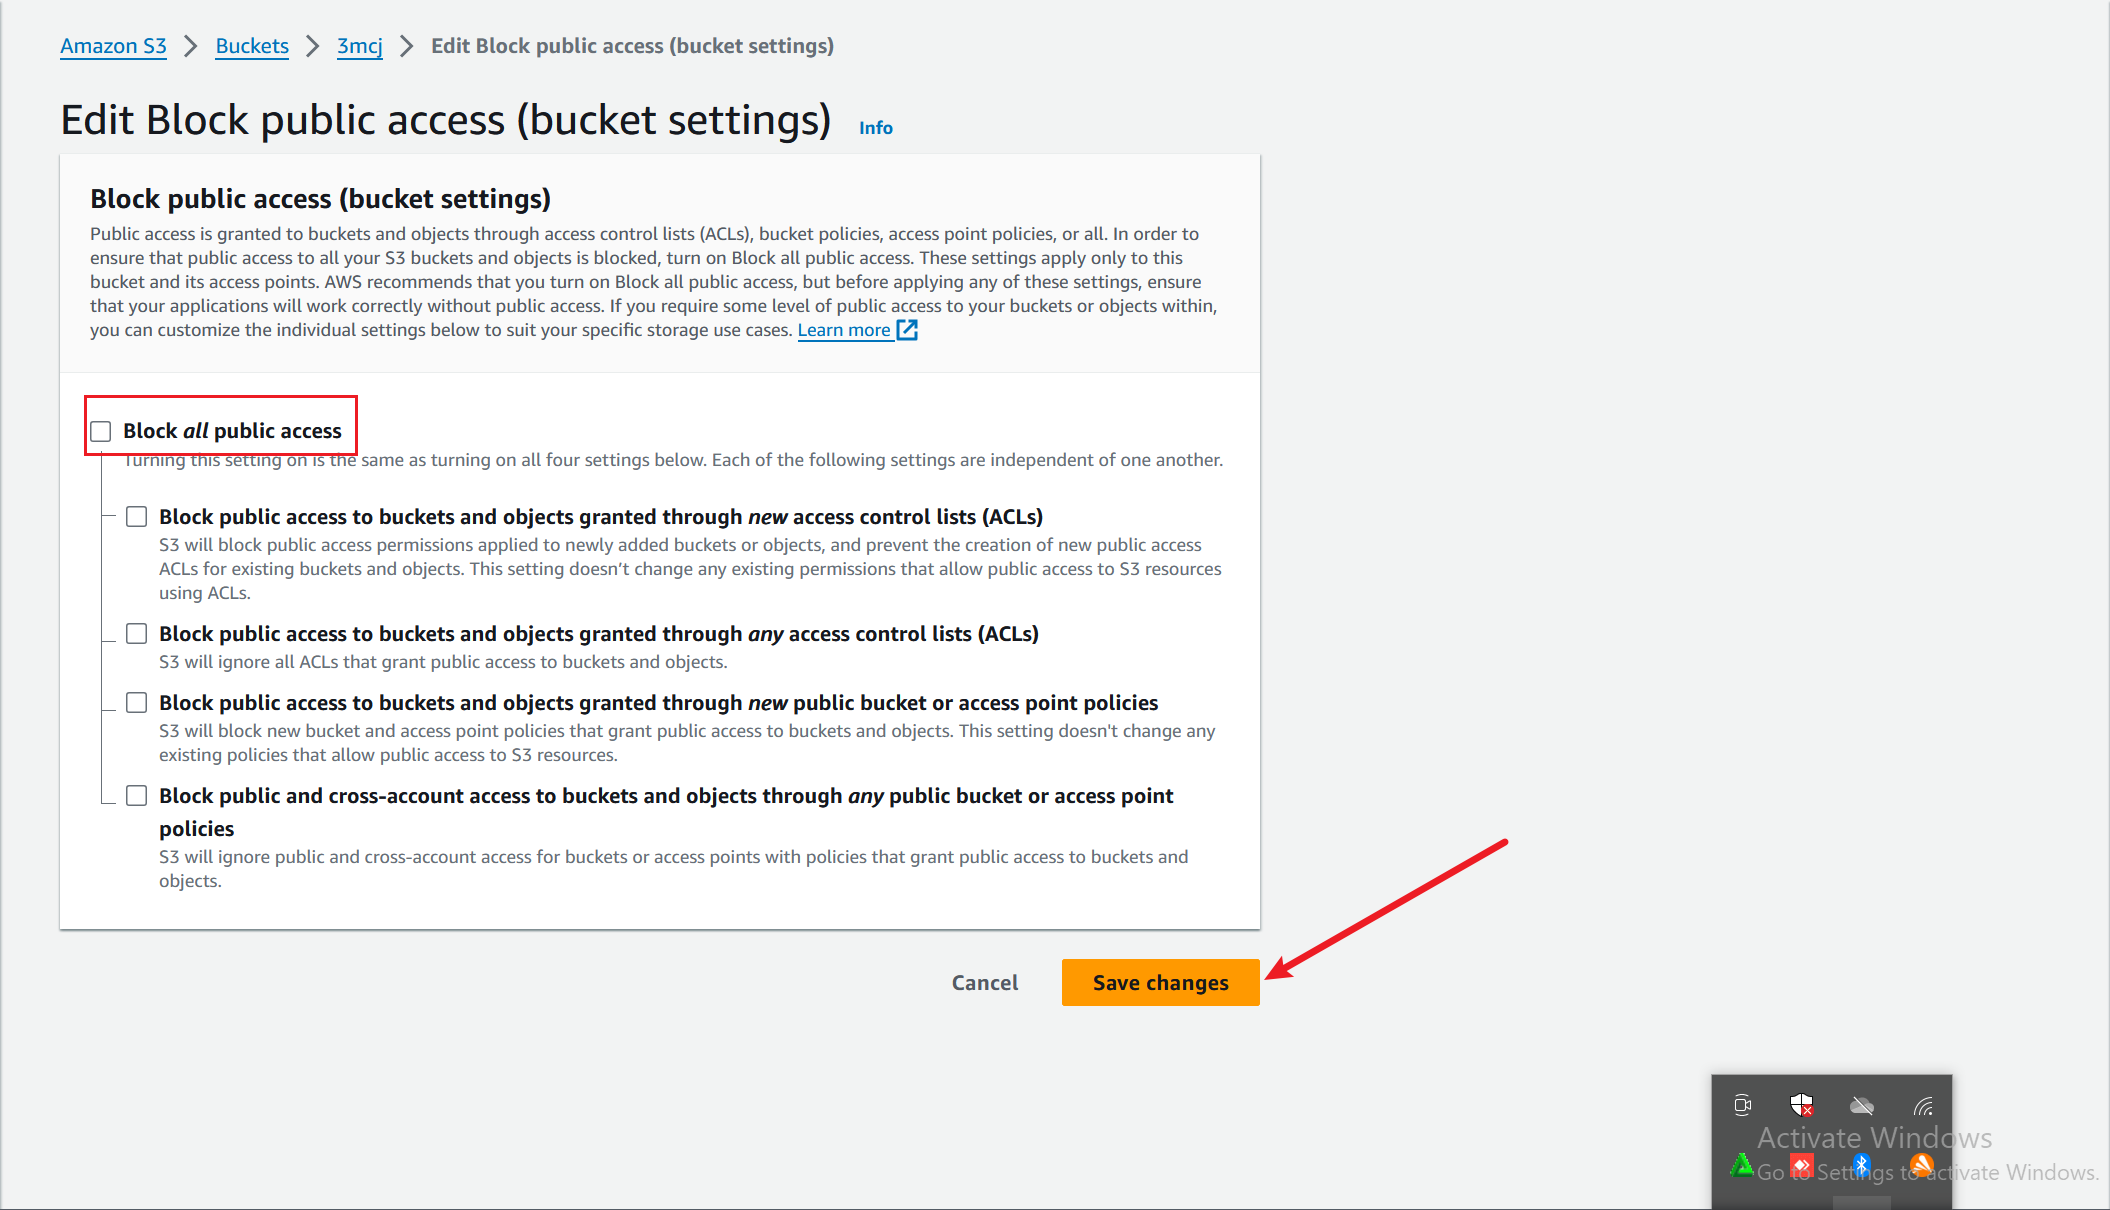 Amazon S3 > Buckets > 3mcj > Edit Block public access (bucket settings)
Edit Block public access (bucket settings) Info
Block public access (bucket settings)
Public access is granted to buckets and objects through access control lists (ACLs), bucket policies, access point policies, or all. In order to
ensure that public access to all your S3 buckets and objects is blocked, turn on Block all public access. These settings apply only to this
bucket and its access points. AWS recommends that you turn on Block all public access, but before applying any of these settings, ensure
that your applications will work correctly without public access. If you require some level of public access to your buckets or objects within,
you can customize the individual settings below to suit your specific storage use cases. Learn more
Block all public access
Turning this setting on is the same as turning on all four settings below. Each of the following settings are independent of one another.
Block public access to buckets and objects granted through new access control lists (ACLs)
S3 will block public access permissions applied to newly added buckets or objects, and prevent the creation of new public access
ACLs for existing buckets and objects. This setting doesn’t change any existing permissions that allow public access to S3 resources
using ACLs.
Block public access to buckets and objects granted through any access control lists (ACLs)
S3 will ignore all ACLs that grant public access to buckets and objects.
Block public access to buckets and objects granted through new public bucket or access point policies
S3 will block new bucket and access point policies that grant public access to buckets and objects. This setting doesn't change any
existing policies that allow public access to S3 resources.
Block public and cross-account access to buckets and objects through any public bucket or access point
policies
S3 will ignore public and cross-account access for buckets or access points with policies that grant public access to buckets and
objects.
Cancel Save changes
Activate Windows
Go to Settings to activate Windows.